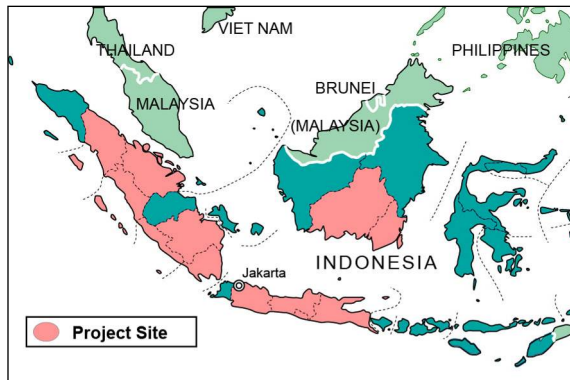 VIET NAM
THAILAND
PHILIPPINES
BRUNEI
MALAYSIA
(MALAYSIA)
INDONESIA
Jakarta
Project Site